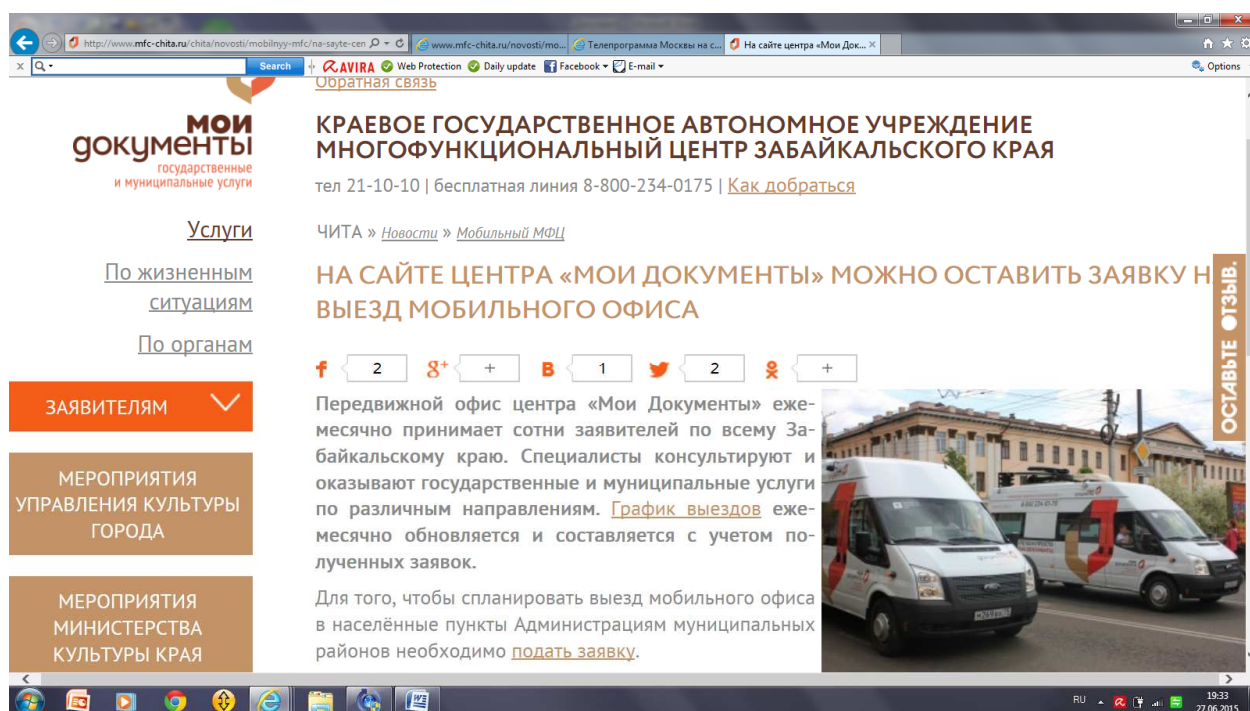 http://www.mfc-chita.ru/chita/novosti/mobilnyy-mfc/na-sayte-cen
www.mfc-chita.ru/novosti/mo...
Телепрограмма Москвы на с...
На сайте центра «Мои Док...
Search
AVIRA
Web Protection
Daily update
Facebook
E-mail
Options
Обратная связь
мои
документы
государственные
и муниципальные услуги
КРАЕВОЕ ГОСУДАРСТВЕННОЕ АВТОНОМНОЕ УЧРЕЖДЕНИЕ
МНОГОФУНКЦИОНАЛЬНЫЙ ЦЕНТР ЗАБАЙКАЛЬСКОГО КРАЯ
тел 21-10-10 | бесплатная линия 8-800-234-0175 | Как добраться
Услуги
По жизненным
ситуациям
По органам
ЗАЯВИТЕЛЯМ
МЕРОПРИЯТИЯ
УПРАВЛЕНИЯ КУЛЬТУРЫ
ГОРОДА
МЕРОПРИЯТИЯ
МИНИСТЕРСТВА
КУЛЬТУРЫ КРАЯ
ЧИТА » Новости » Мобильный МФЦ
НА САЙТЕ ЦЕНТРА «МОИ ДОКУМЕНТЫ» МОЖНО ОСТАВИТЬ ЗАЯВКУ Н
ВЫЕЗД МОБИЛЬНОГО ОФИСА
2
+
1
2
+
Передвижной офис центра «Мои Документы» еже-
месячно принимает сотни заявителей по всему За-
байкальскому краю. Специалисты консультируют и
оказывают государственные и муниципальные услуги
по различным направлениям. График выездов еже-
месячно обновляется и составляется с учетом по-
лученных заявок.
Для того, чтобы спланировать выезд мобильного офиса
в населённые пункты Администрациям муниципальных
районов необходимо подать заявку.
ОСТАВЬТЕ ОТЗЫВ.
RU
19:33
27.06.2015